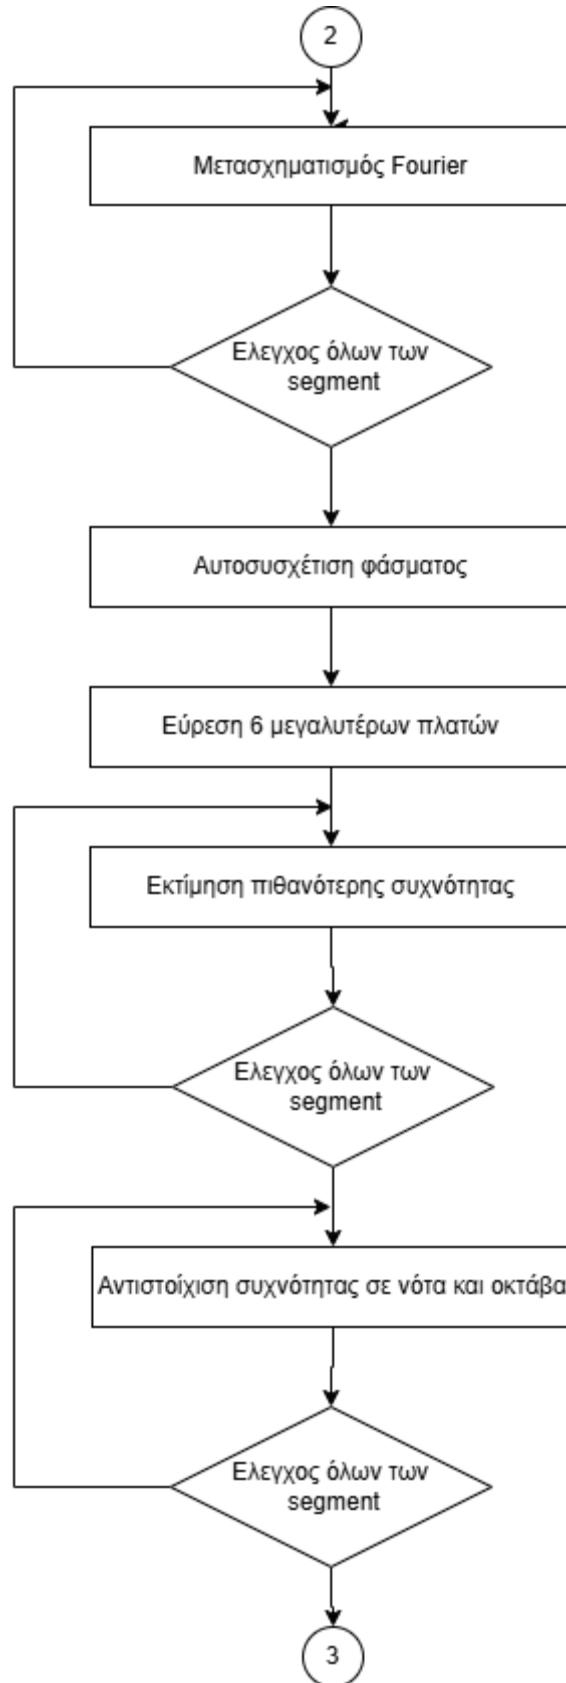 2
Μετασχηματισμός Fourier
Ελεγχος όλων των
segment
Αυτοσυσχέτιση φάσματος
Εύρεση 6 μεγαλυτέρων πλατών
Εκτίμηση πιθανότερης συχνότητας
Ελεγχος όλων των
segment
Αντιστοίχιση συχνότητας σε νότα και οκτάβα
Ελεγχος όλων των
segment
3